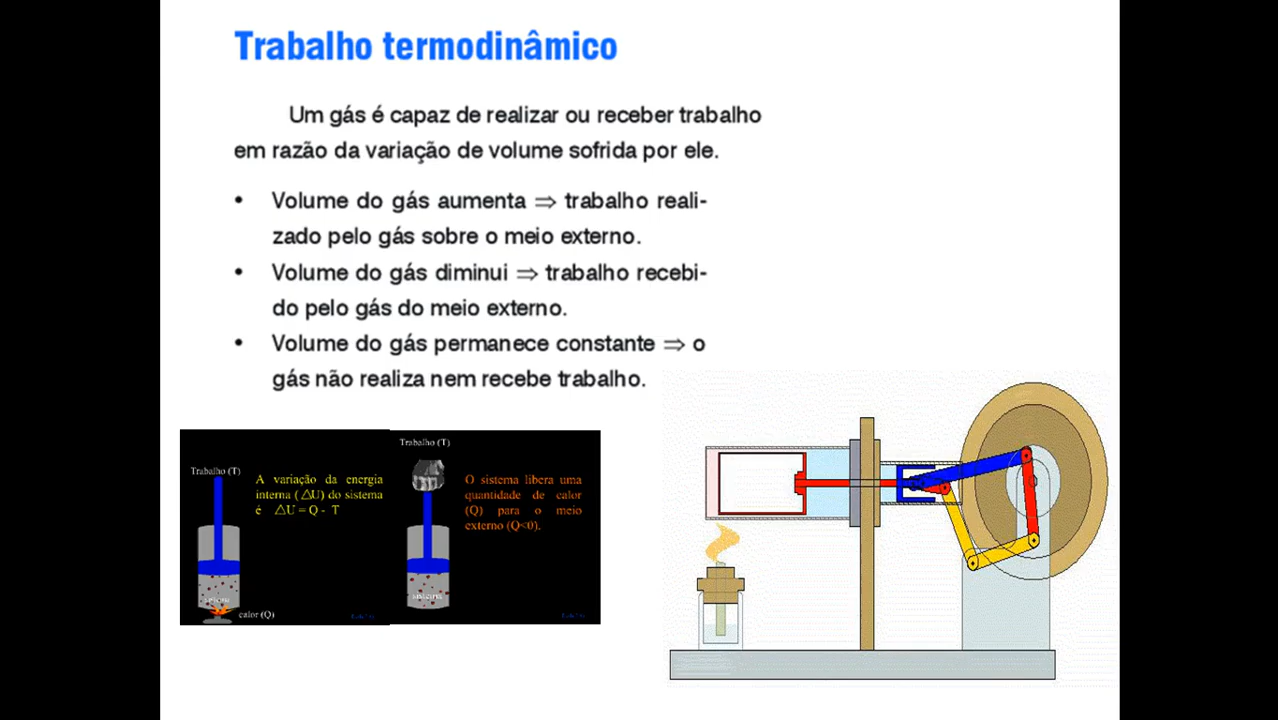 Trabalho termodinâmico
Um gás é capaz de realizar ou receber trabalho
em razão da variação de volume sofrida por ele.
• Volume do gás aumenta ⇒ trabalho reali-
zado pelo gás sobre o meio externo.
• Volume do gás diminui ⇒ trabalho recebi-
do pelo gás do meio externo.
• Volume do gás permanece constante ⇒ o
gás não realiza nem recebe trabalho.
Trabalho (T)
A variação da energia
interna (△U) do sistema
é △U = Q - T
calor (Q)
Trabalho (T)
O sistema libera uma
quantidade de calor
(Q) para o meio
externo (Q<0).
sistema